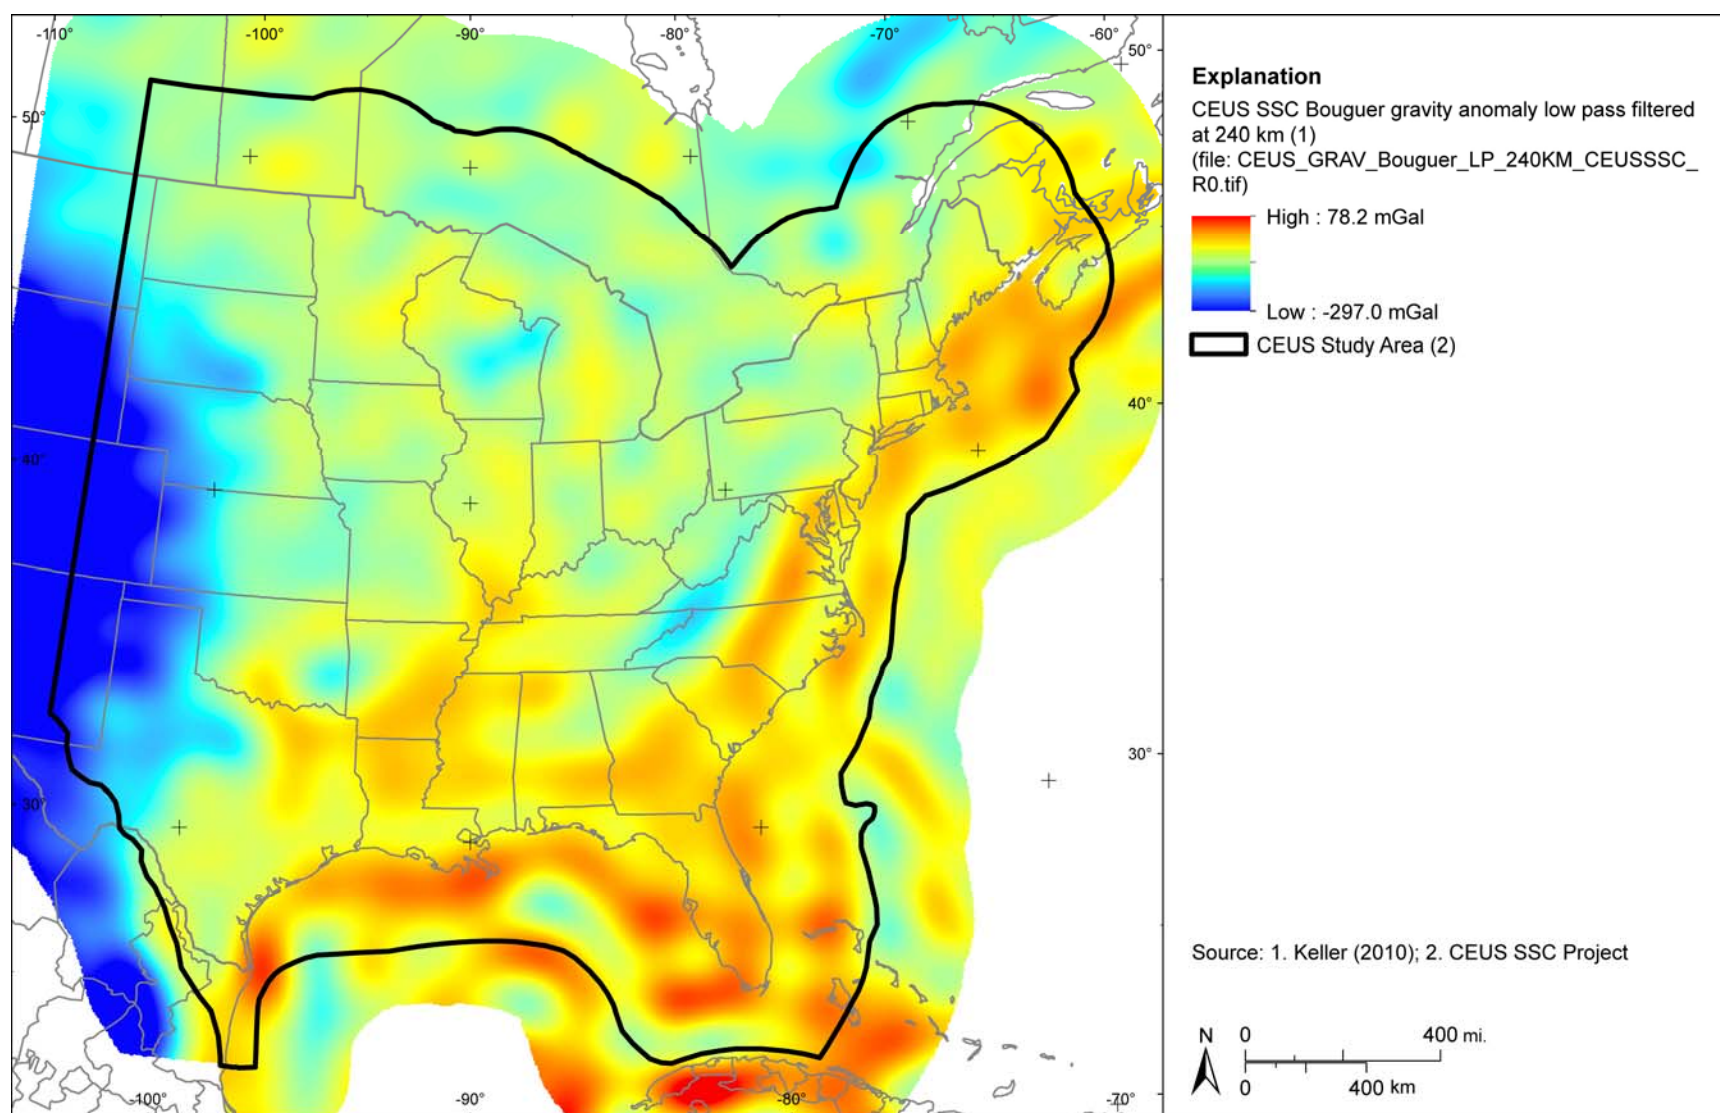 -110°
-100°
-90°
-80°
-70°
-60°
50°
50°
40°
40°
30°
30°
-100°
-90°
-80°
-70°
Explanation
CEUS SSC Bouguer gravity anomaly low pass filtered
at 240 km (1)
(file: CEUS_GRAV_Bouguer_LP_240KM_CEUSSSC_
R0.tif)
High : 78.2 mGal
Low : -297.0 mGal
CEUS Study Area (2)
Source: 1. Keller (2010); 2. CEUS SSC Project
N
0 400 mi.
0 400 km